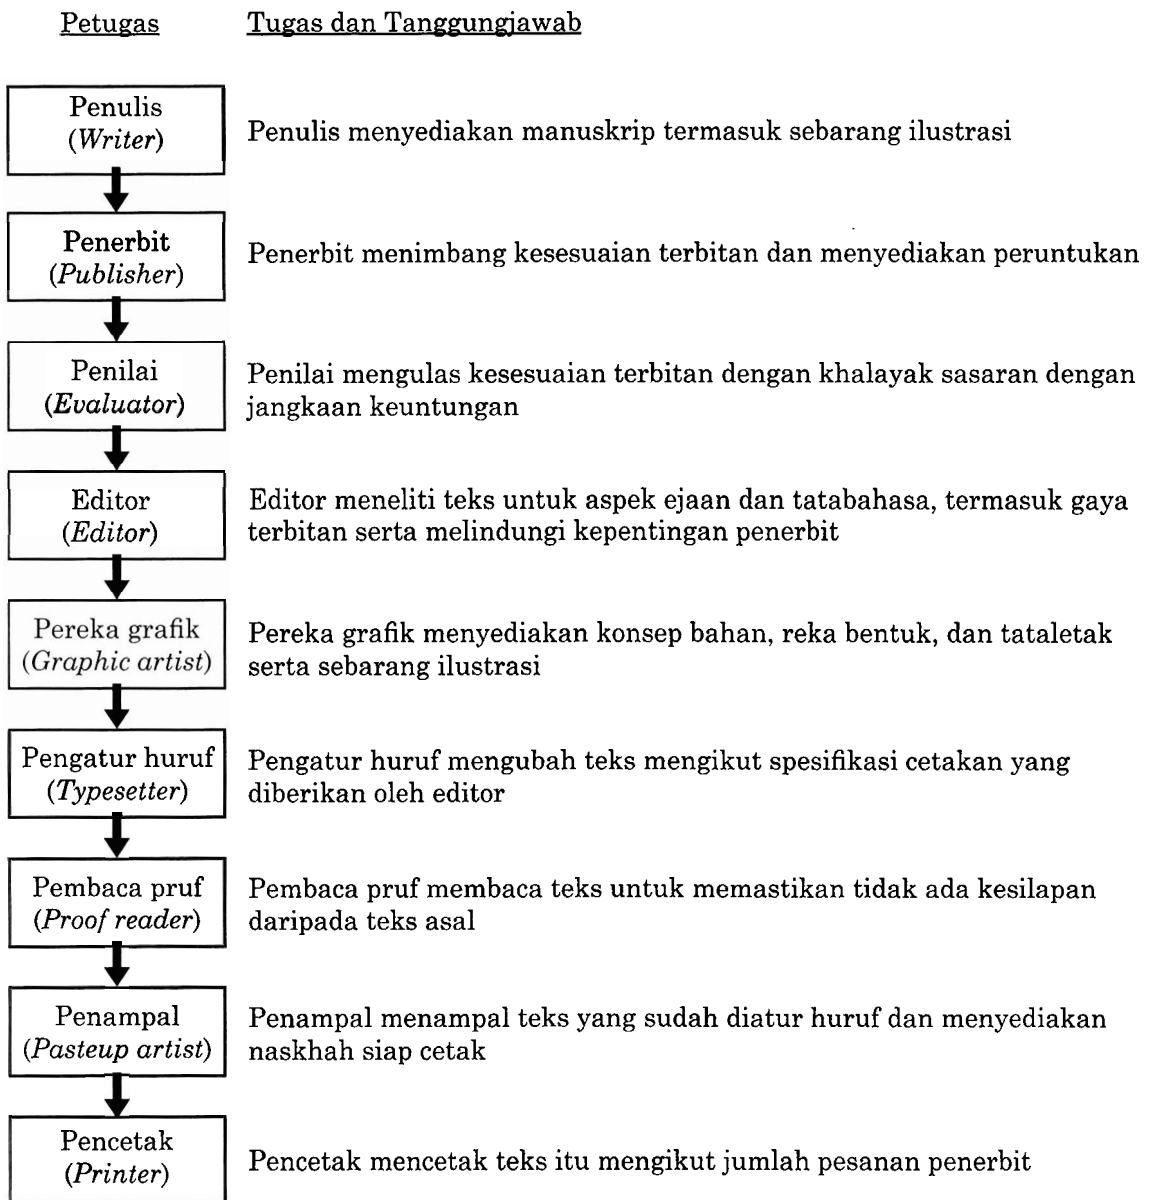 Petugas Tugas dan Tanggungjawab
Penulis
(Writer)
Penulis menyediakan manuskrip termasuk sebarang ilustrasi
Penerbit
(Publisher)
Penerbit menimbang kesesuaian terbitan dan menyediakan peruntukan
Penilai
(Evaluator)
Penilai mengulas kesesuaian terbitan dengan khalayak sasaran dengan
jangkaan keuntungan
Editor
(Editor)
Editor meneliti teks untuk aspek ejaan dan tatabahasa, termasuk gaya
terbitan serta melindungi kepentingan penerbit
Pereka grafik
(Graphic artist)
Pereka grafik menyediakan konsep bahan, reka bentuk, dan tataletak
serta sebarang ilustrasi
Pengatur huruf
(Typesetter)
Pengatur huruf mengubah teks mengikut spesifikasi cetakan yang
diberikan oleh editor
Pembaca pruf
(Proof reader)
Pembaca pruf membaca teks untuk memastikan tidak ada kesilapan
daripada teks asal
Penampal
(Pasteup artist)
Penampal menampal teks yang sudah diatur huruf dan menyediakan
naskhah siap cetak
Pencetak
(Printer)
Pencetak mencetak teks itu mengikut jumlah pesanan penerbit